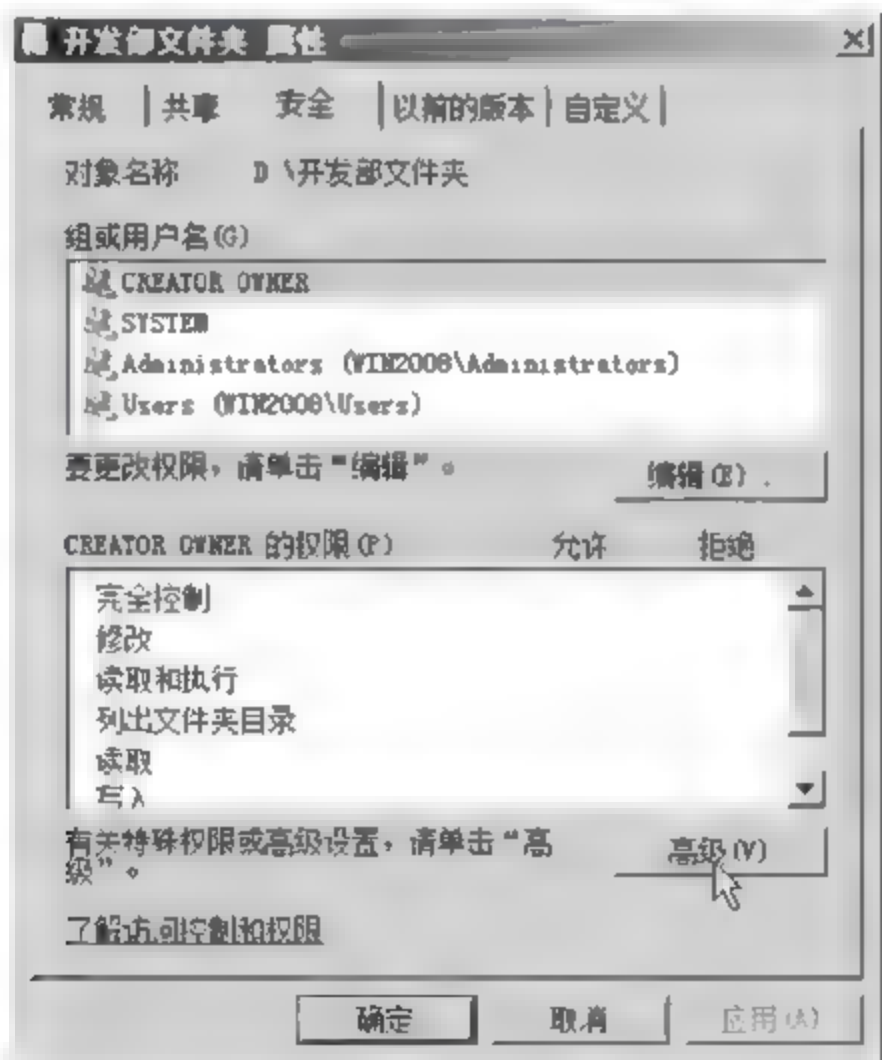 开发部文件夹 属性
常规 共享 安全 以前的版本 自定义
对象名称 D \开发部文件夹
组或用户名(G)
CREATOR OWNER
SYSTEM
Administrators (WIN2008\Administrators)
Users (WIN2008\Users)
要更改权限，请单击“编辑”。 编辑(E) .
CREATOR OWNER 的权限(P) 允许 拒绝
完全控制
修改
读取和执行
列出文件夹目录
读取
写入
有关特殊权限或高级设置，请单击“高
级”。 高级(V)
了解访问控制和权限
确定 取消 应用(A)